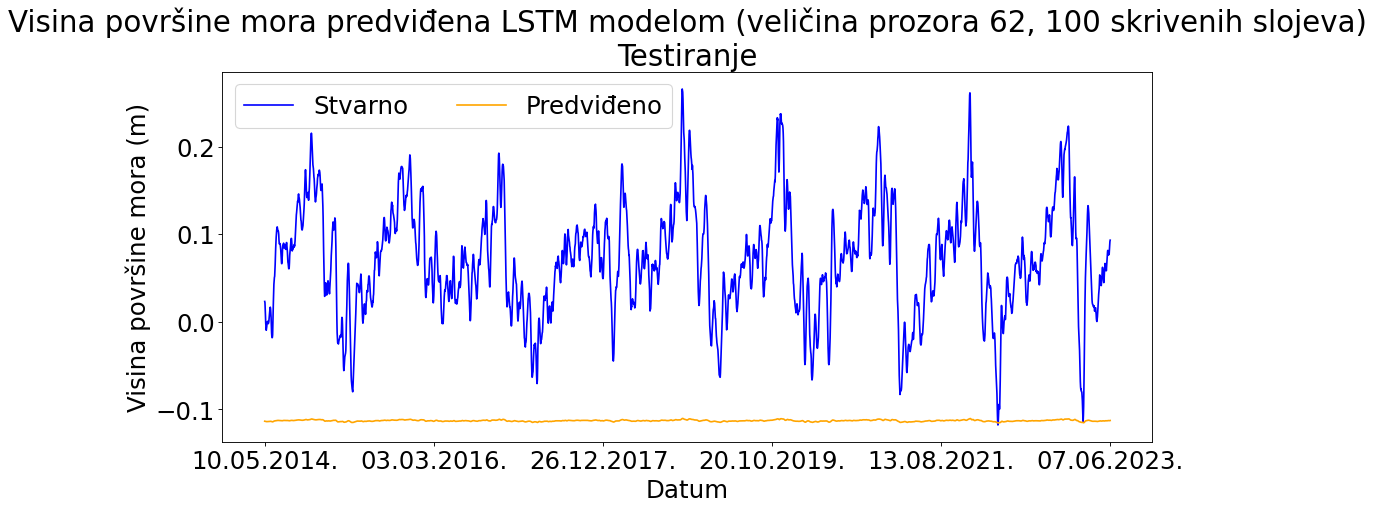 Visina površine mora predviđena LSTM modelom (veličina prozora 62, 100 skrivenih slojeva)
Testiranje
Stvarno
Predviđeno
Visina površine mora (m)
0.2
0.1
0.0
−0.1
10.05.2014.
03.03.2016.
26.12.2017.
20.10.2019.
13.08.2021.
07.06.2023.
Datum